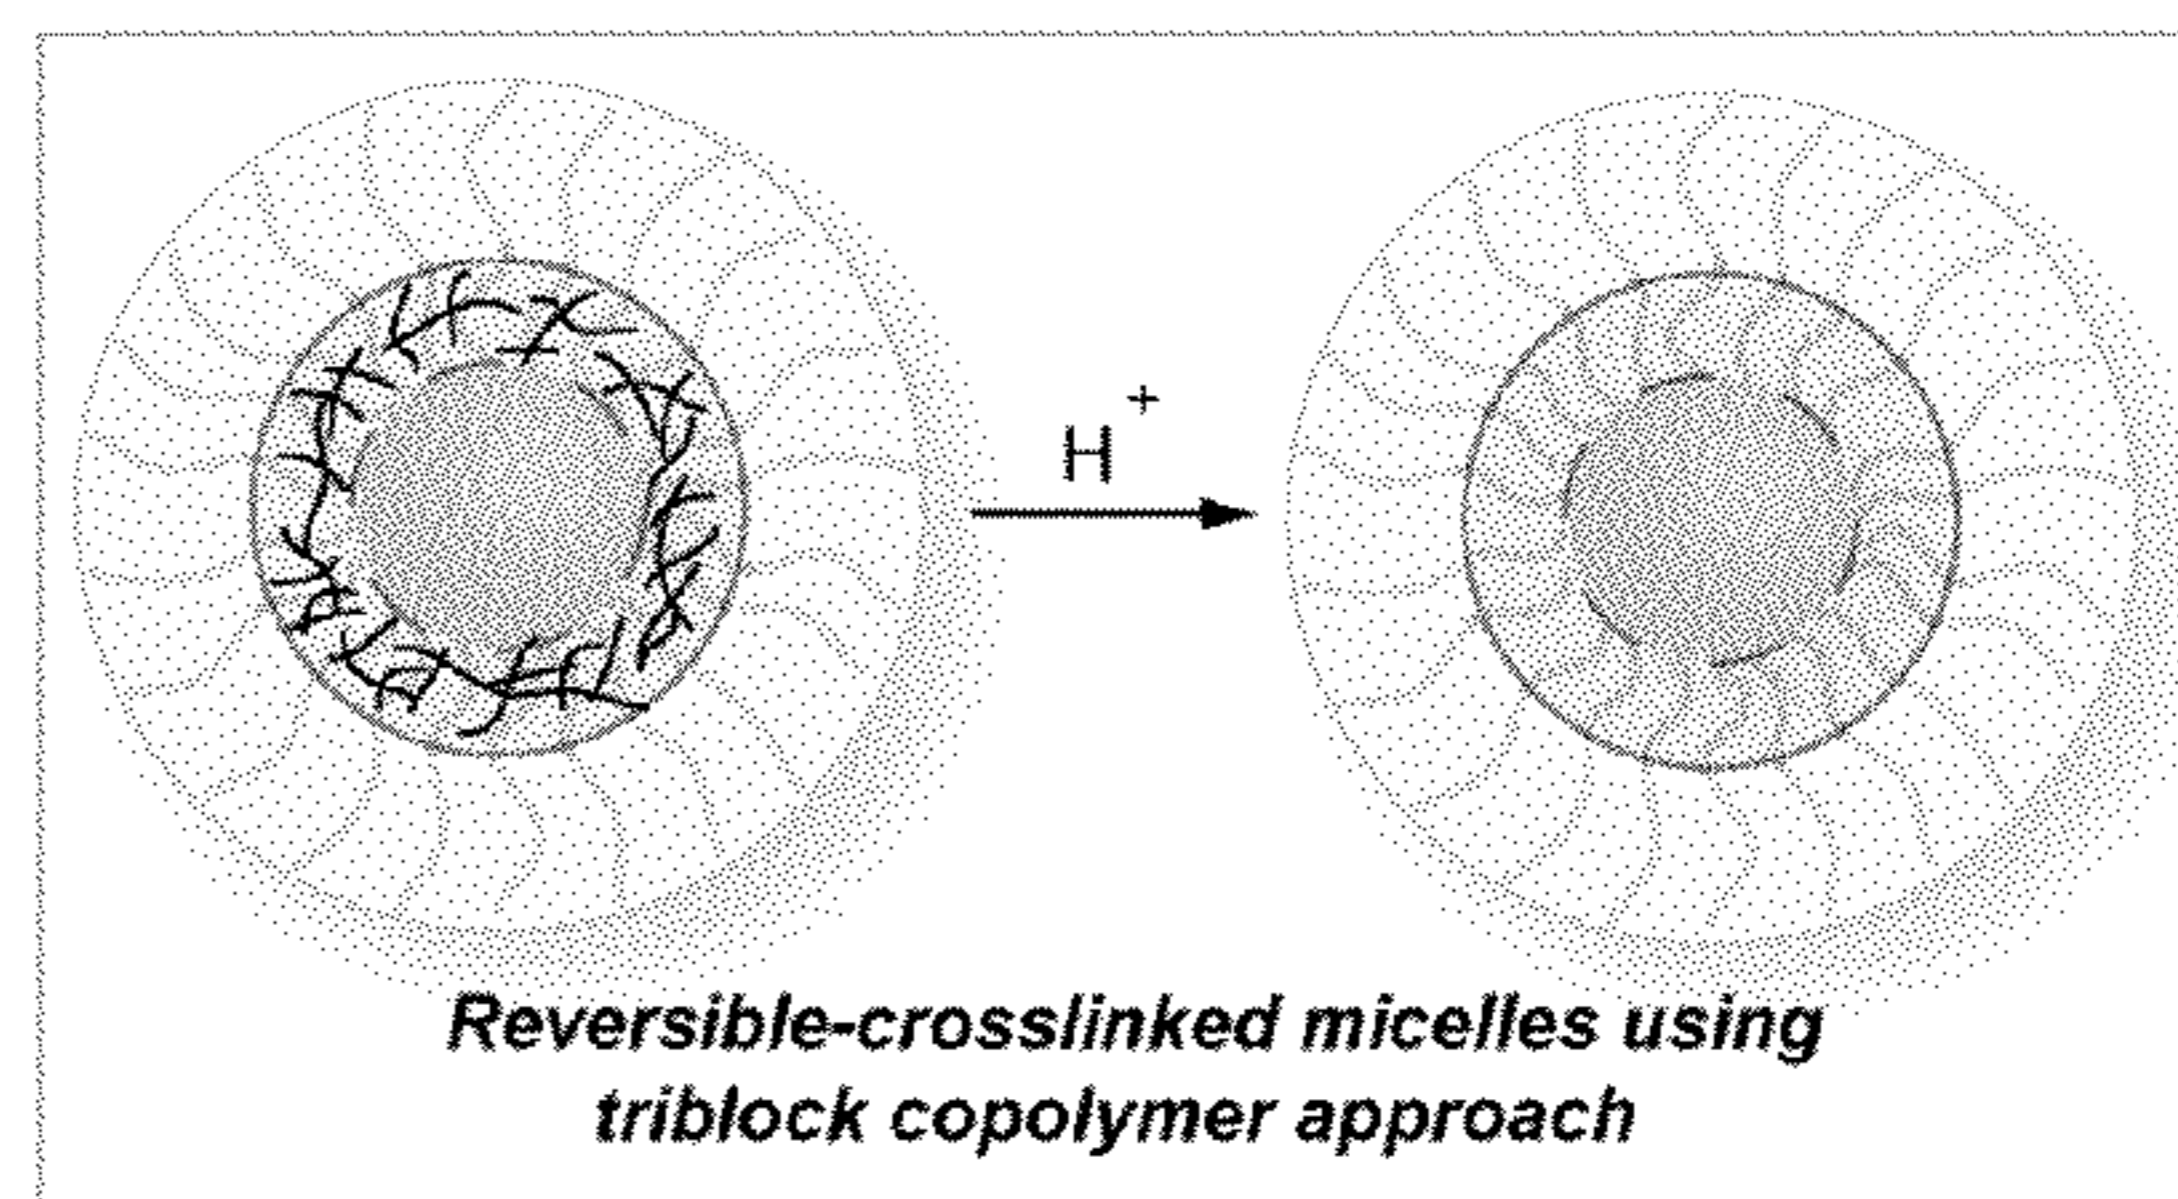 H+
Reversible-crosslinked micelles using
triblock copolymer approach